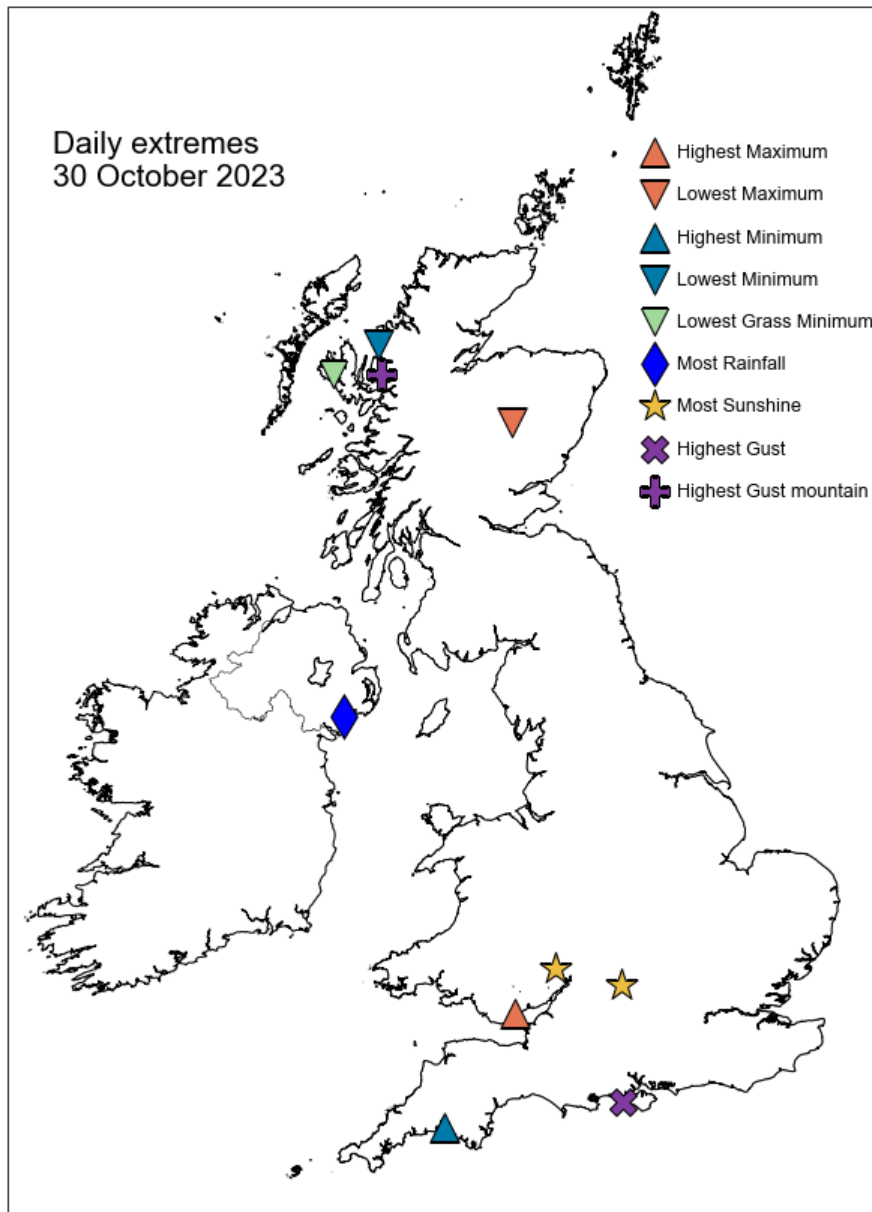 Daily extremes
30 October 2023
Highest Maximum
Lowest Maximum
Highest Minimum
Lowest Minimum
Lowest Grass Minimum
Most Rainfall
Most Sunshine
Highest Gust
Highest Gust mountain